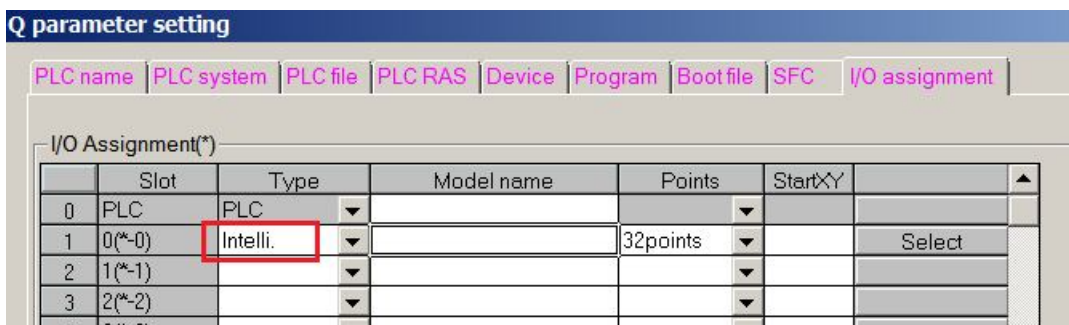 Q parameter setting
PLC name PLC system PLC file PLC RAS Device Program Boot file SFC I/O assignment
I/O Assignment(*)
Slot Type Model name Points StartXY
0 PLC PLC
1 0(*-0) Intelli. 32points Select
2 1(*-1)
3 2(*-2)